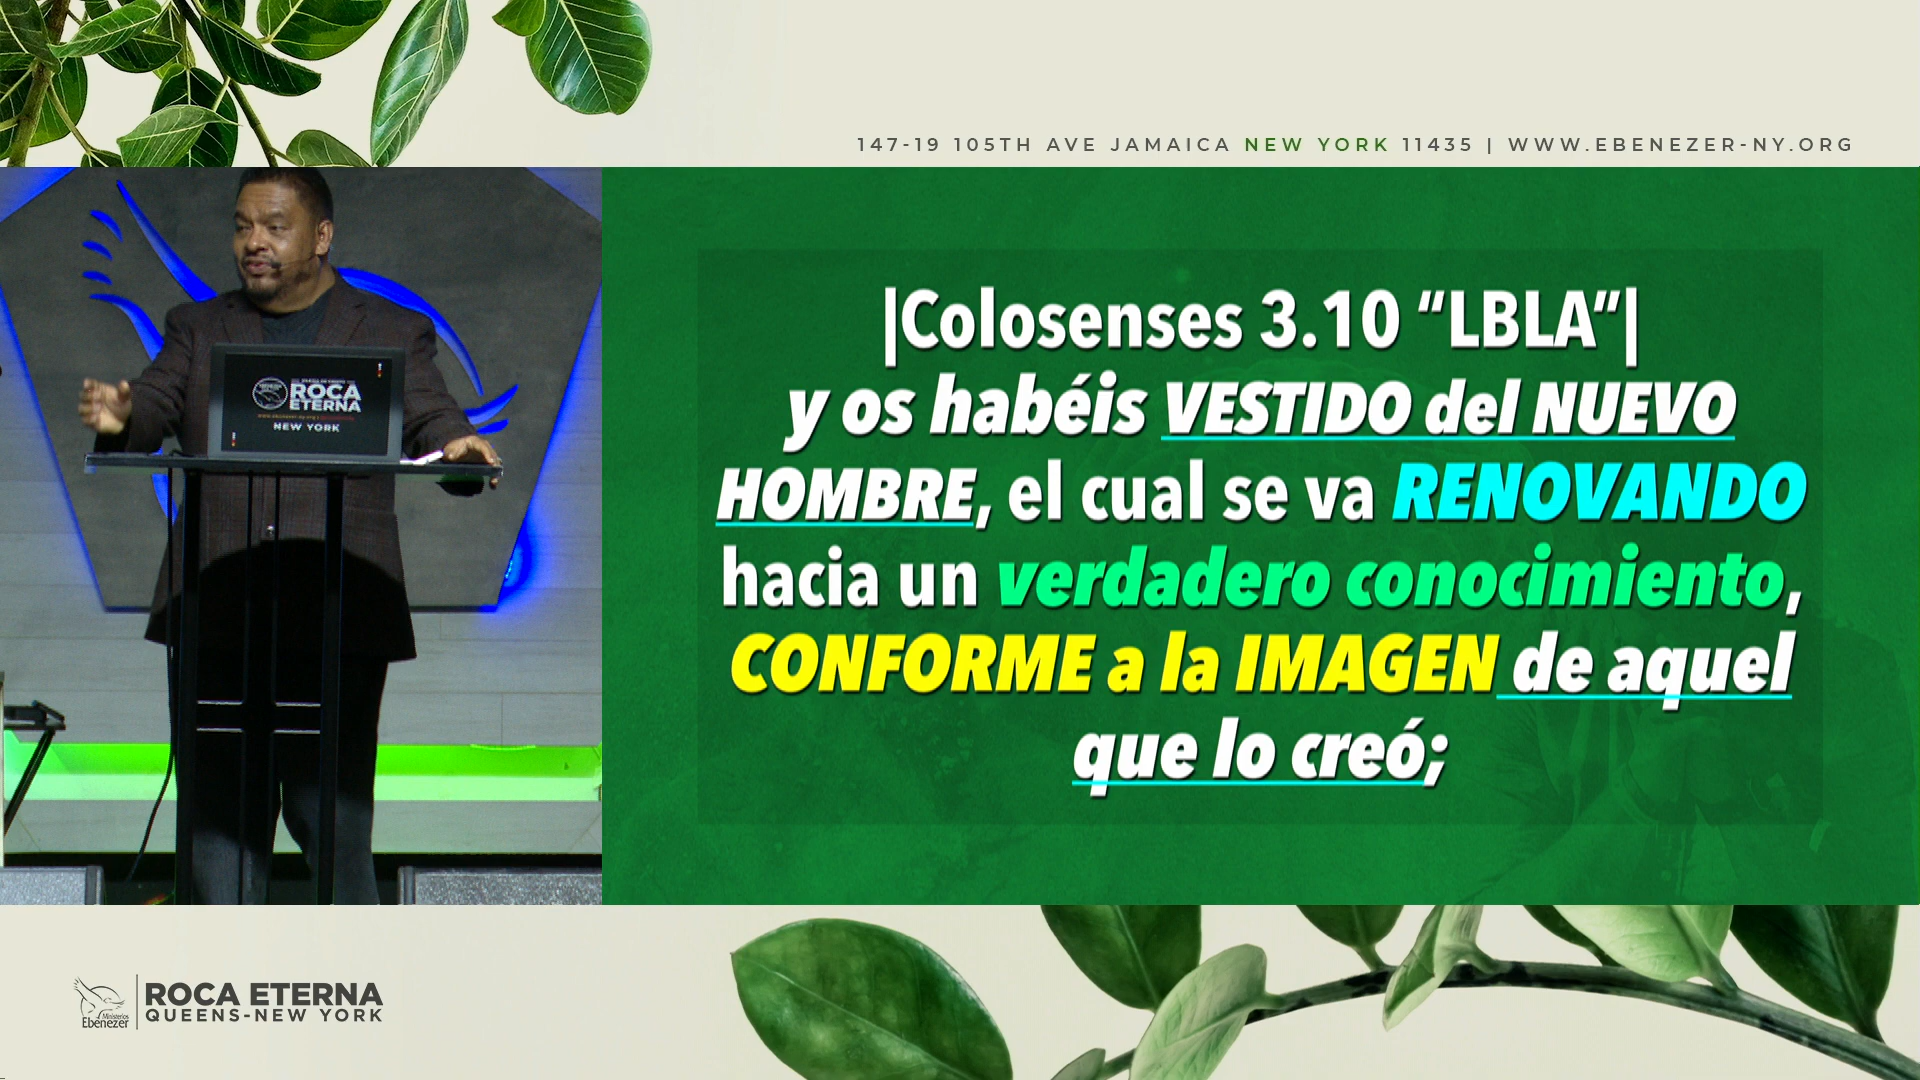 147-19 105TH AVE JAMAICA NEW YORK 11435 | WWW.EBENEZER-NY.ORG
|Colosenses 3.10 “LBLA“|
y os habéis VESTIDO del NUEVO
HOMBRE, el cual se va RENOVANDO
hacia un verdadero conocimiento,
CONFORME a la IMAGEN de aquel
que lo creó;
ROCA
ETERNA
NEW YORK
Ministerios
Ebenezer
ROCA ETERNA
QUEENS-NEW YORK